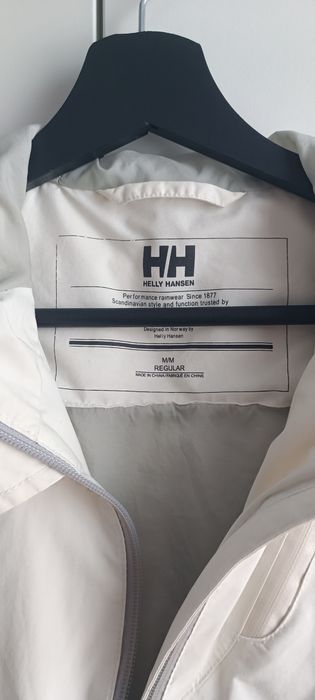 HH
HELLY HANSEN
Performance rainwear Since 1877
Scandinavian style and function trusted by
Designed in Norway by
Helly Hansen
M/M
REGULAR
MADE IN CHINA/FABRIQUE EN CHINE